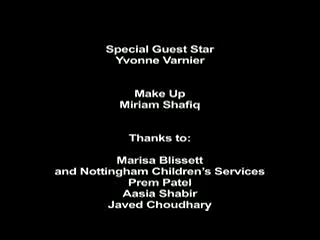 Special Guest Star
Yvonne Varnier
Make Up
Miriam Shafiq
Thanks to:
Marisa Blissett
and Nottingham Children's Services
Prem Patel
Aasia Shabir
Javed Choudhary